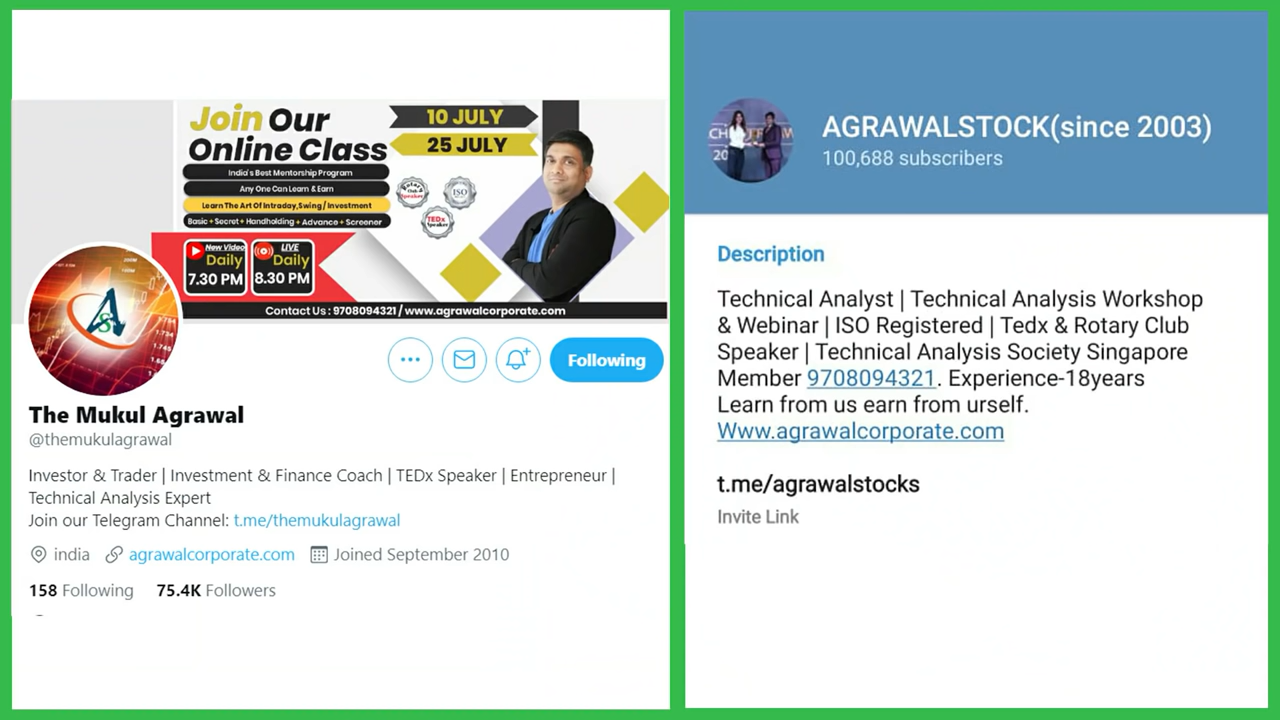 Join Our
Online Class
India's Best Mentorship Program
Any One Can Learn & Earn
Learn The Art Of Intraday,Swing / Investment
Basic + Secret + Handholding + Advance + Screener
10 JULY
25 JULY
Rotary
Club
Speaker
ISO
TEDx
Speaker
New Video
Daily
7.30 PM
LIVE
Daily
8.30 PM
Contact Us : 9708094321 / www.agrawalcorporate.com
Following
The Mukul Agrawal
@themukulagrawal
Investor & Trader | Investment & Finance Coach | TEDx Speaker | Entrepreneur |
Technical Analysis Expert
Join our Telegram Channel: t.me/themukulagrawal
india agrawalcorporate.com Joined September 2010
158 Following 75.4K Followers
AGRAWALSTOCK(since 2003)
100,688 subscribers
Description
Technical Analyst | Technical Analysis Workshop
& Webinar | ISO Registered | Tedx & Rotary Club
Speaker | Technical Analysis Society Singapore
Member 9708094321. Experience-18years
Learn from us earn from urself.
Www.agrawalcorporate.com
t.me/agrawalstocks
Invite Link